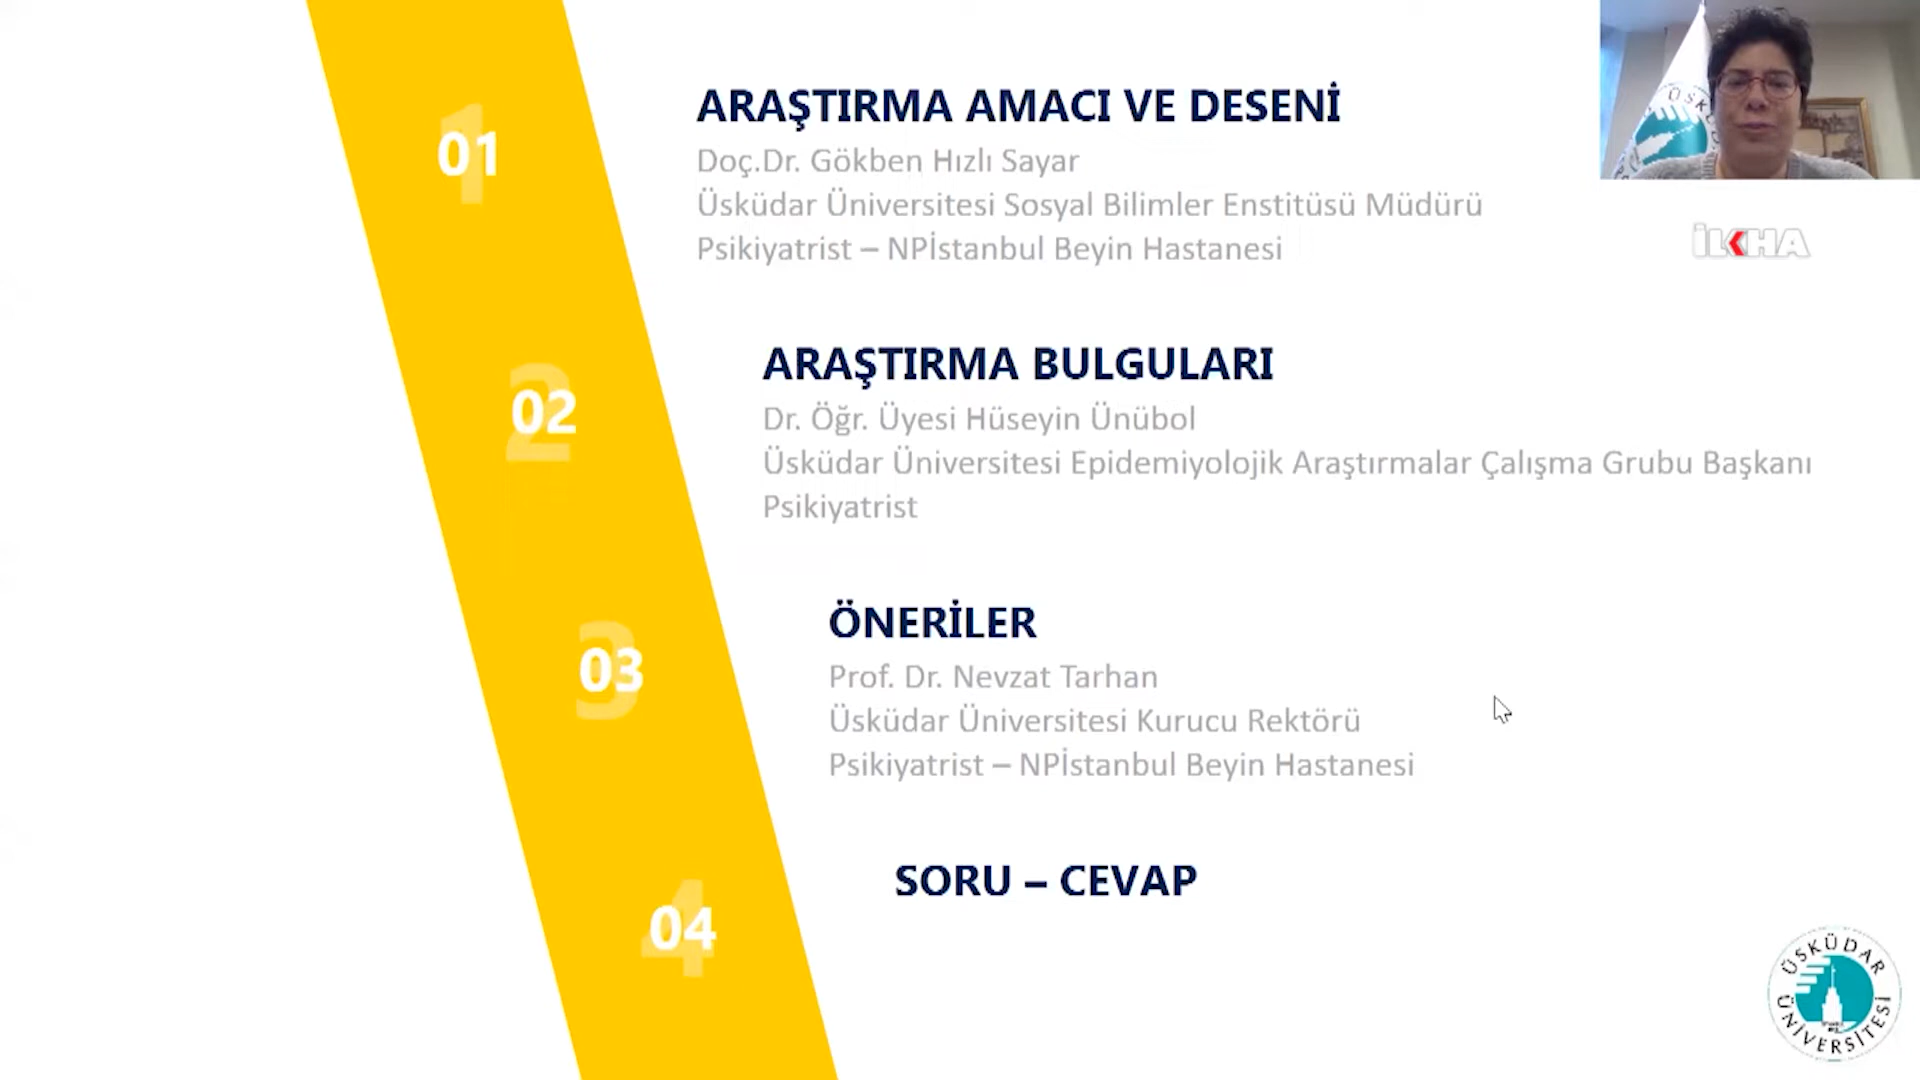 01
ARAŞTIRMA AMACI VE DESENİ
Doç.Dr. Gökben Hızlı Sayar
Üsküdar Üniversitesi Sosyal Bilimler Enstitüsü Müdürü
Psikiyatrist – NPİstanbul Beyin Hastanesi
İLKHA
02
ARAŞTIRMA BULGULARI
Dr. Öğr. Üyesi Hüseyin Ünübol
Üsküdar Üniversitesi Epidemiyolojik Araştırmalar Çalışma Grubu Başkanı
Psikiyatrist
03
ÖNERİLER
Prof. Dr. Nevzat Tarhan
Üsküdar Üniversitesi Kurucu Rektörü
Psikiyatrist – NPİstanbul Beyin Hastanesi
04
SORU – CEVAP
ÜSKÜDAR
ÜNİVERSİTESİ